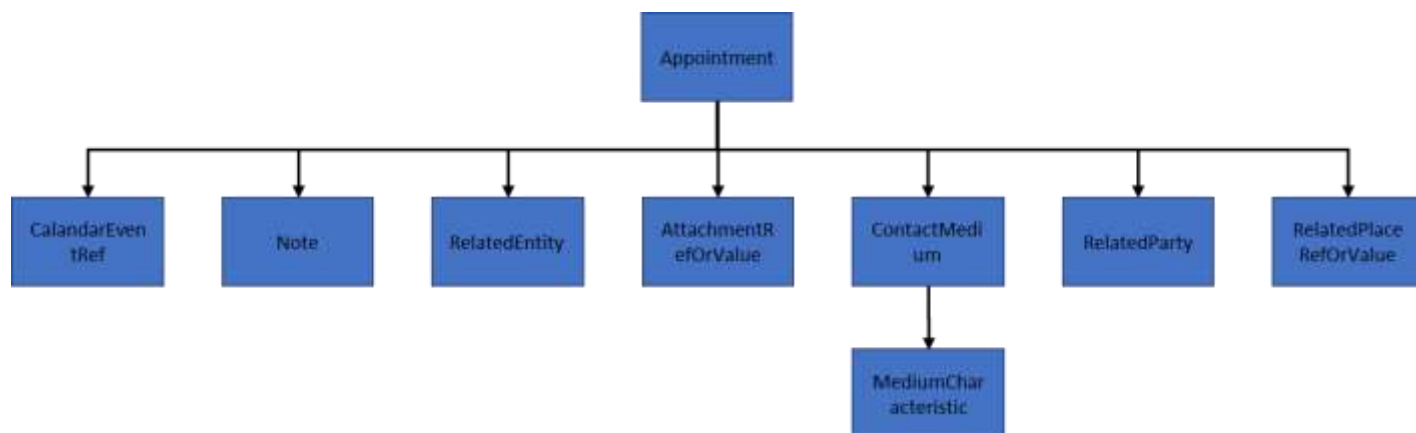 Appointment
CalandarEven
tRef
Note
RelatedEntity
AttachmentR
efOrValue
ContactMedi
um
RelatedParty
RelatedPlace
RefOrValue
MediumChar
acteristic